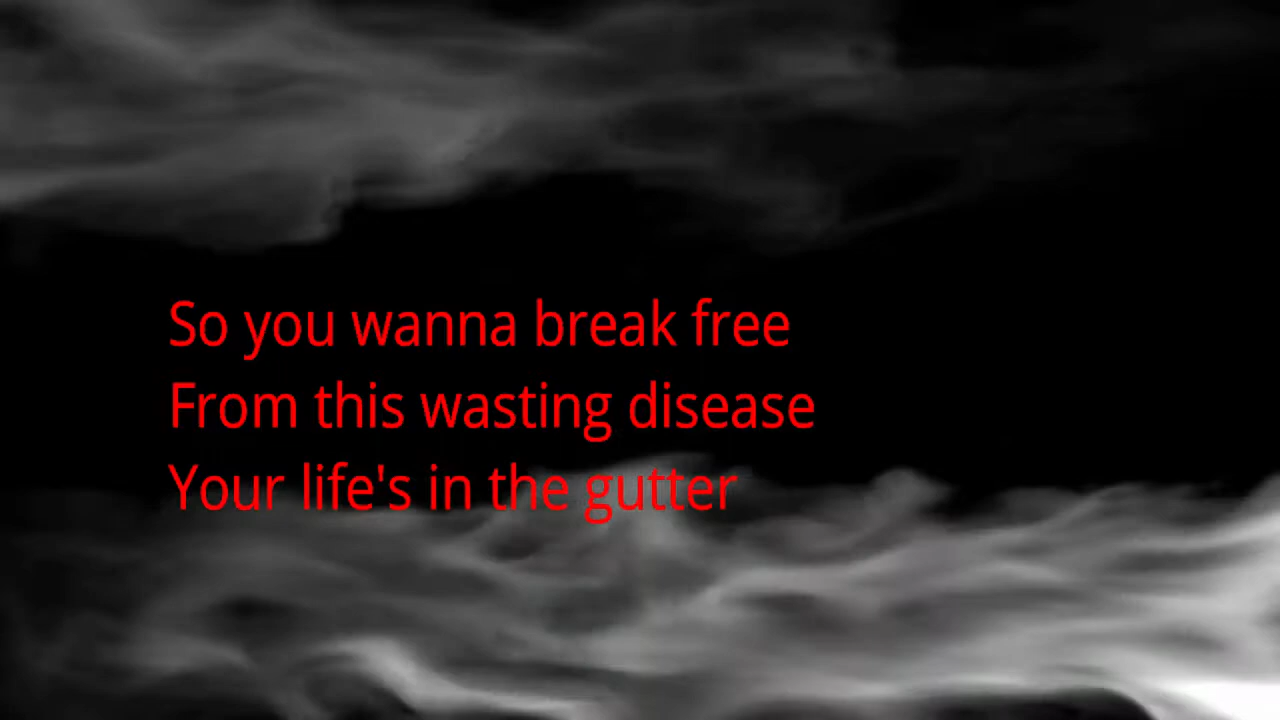 So you wanna break free
From this wasting disease
Your life's in the gutter